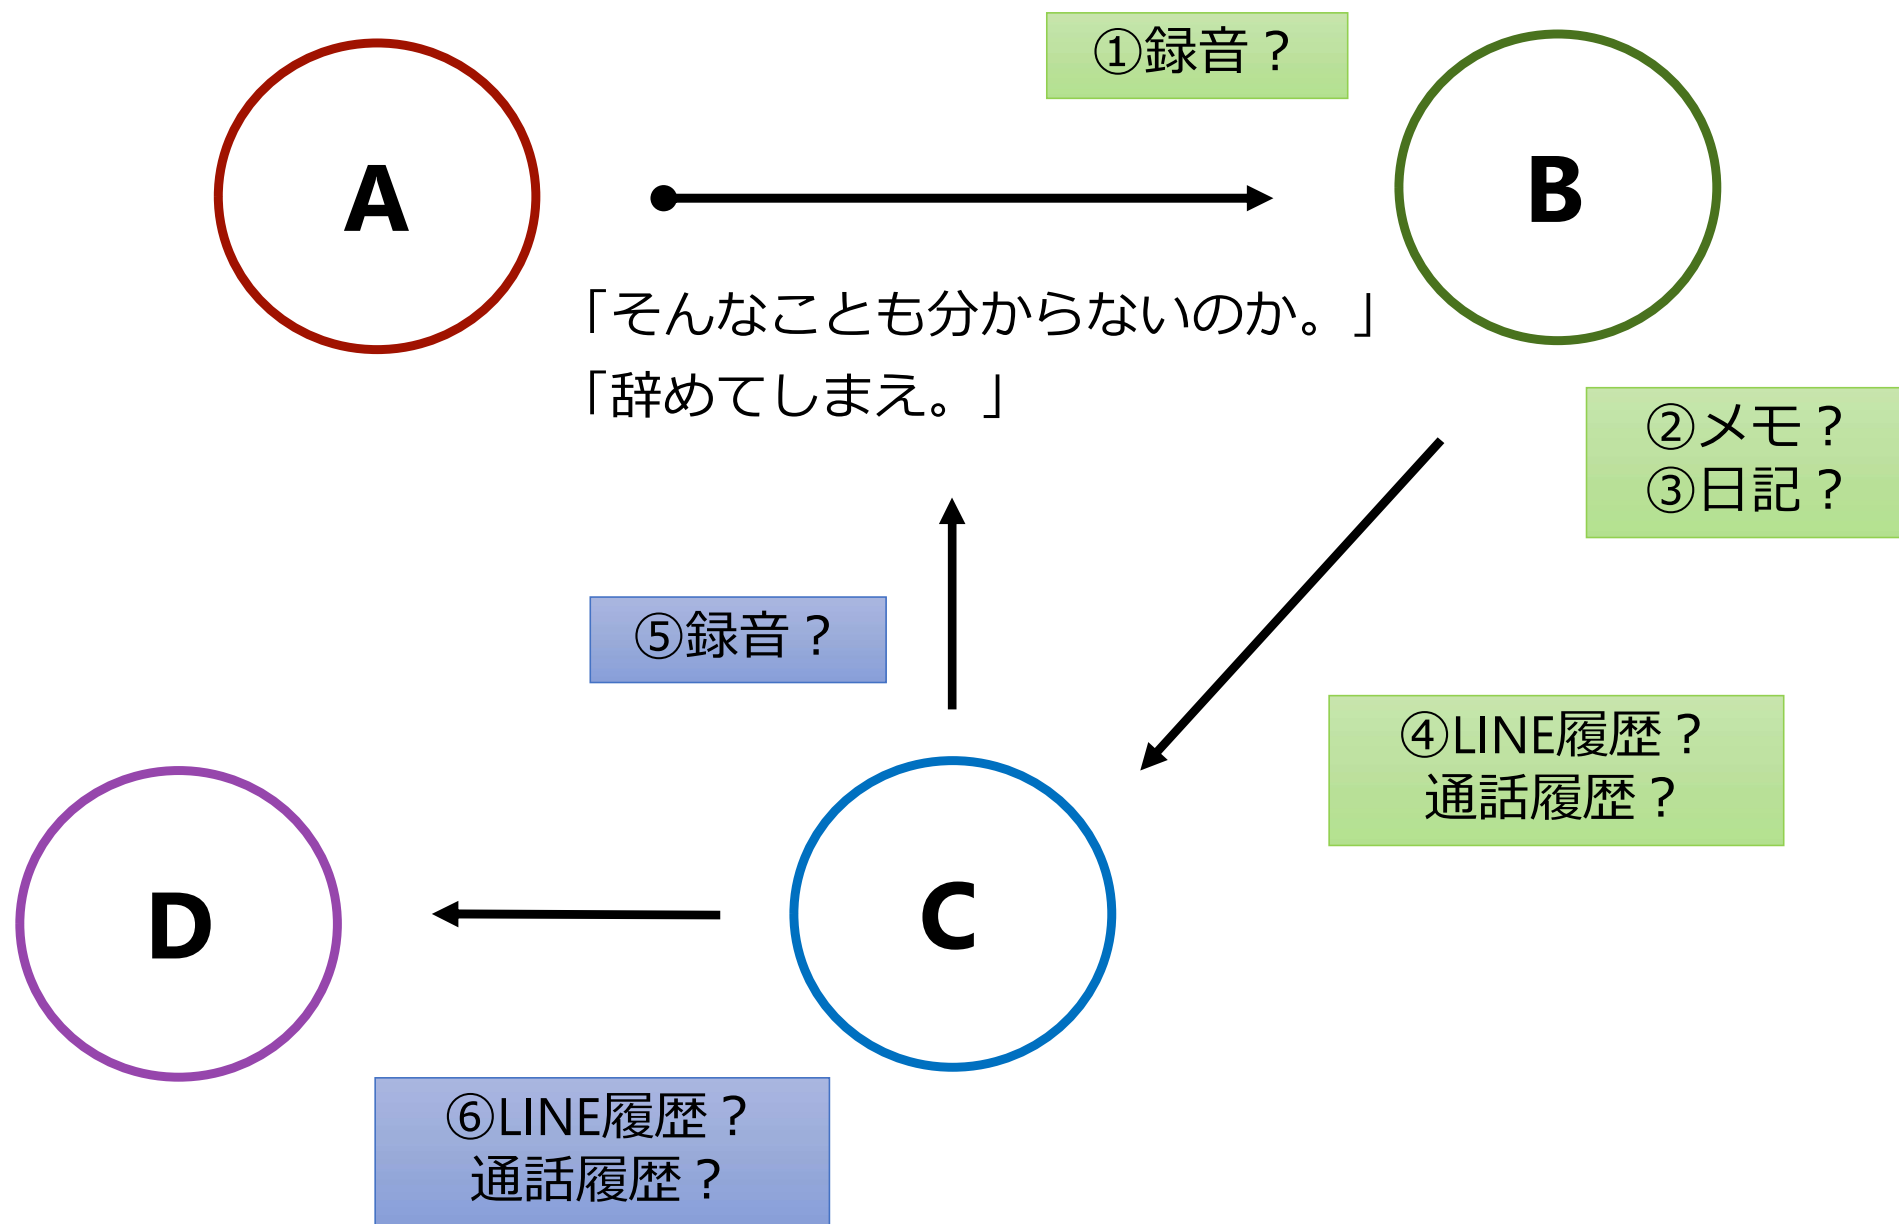 ①録音？
A
B
「そんなことも分からないのか。」
「辞めてしまえ。」
②メモ？
③日記？
⑤録音？
④LINE履歴？
通話履歴？
D
C
⑥LINE履歴？
通話履歴？